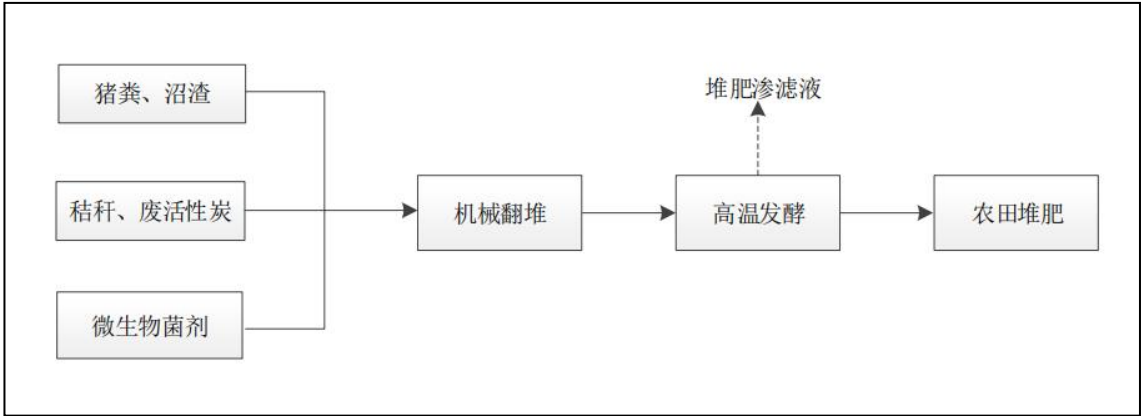 猪粪、沼渣
堆肥渗滤液
秸秆、废活性炭
机械翻堆
高温发酵
农田堆肥
微生物菌剂